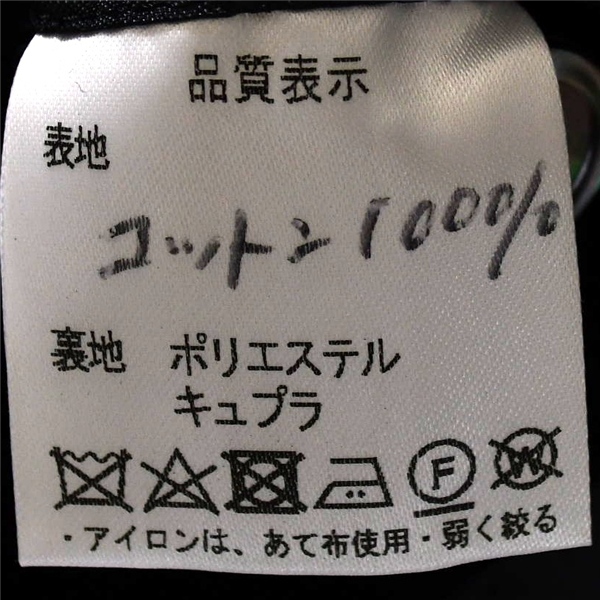 品質表示
表地
コットン100%
裏地 ポリエステル
キュプラ
F W
・アイロンは、あて布使用・弱く絞る